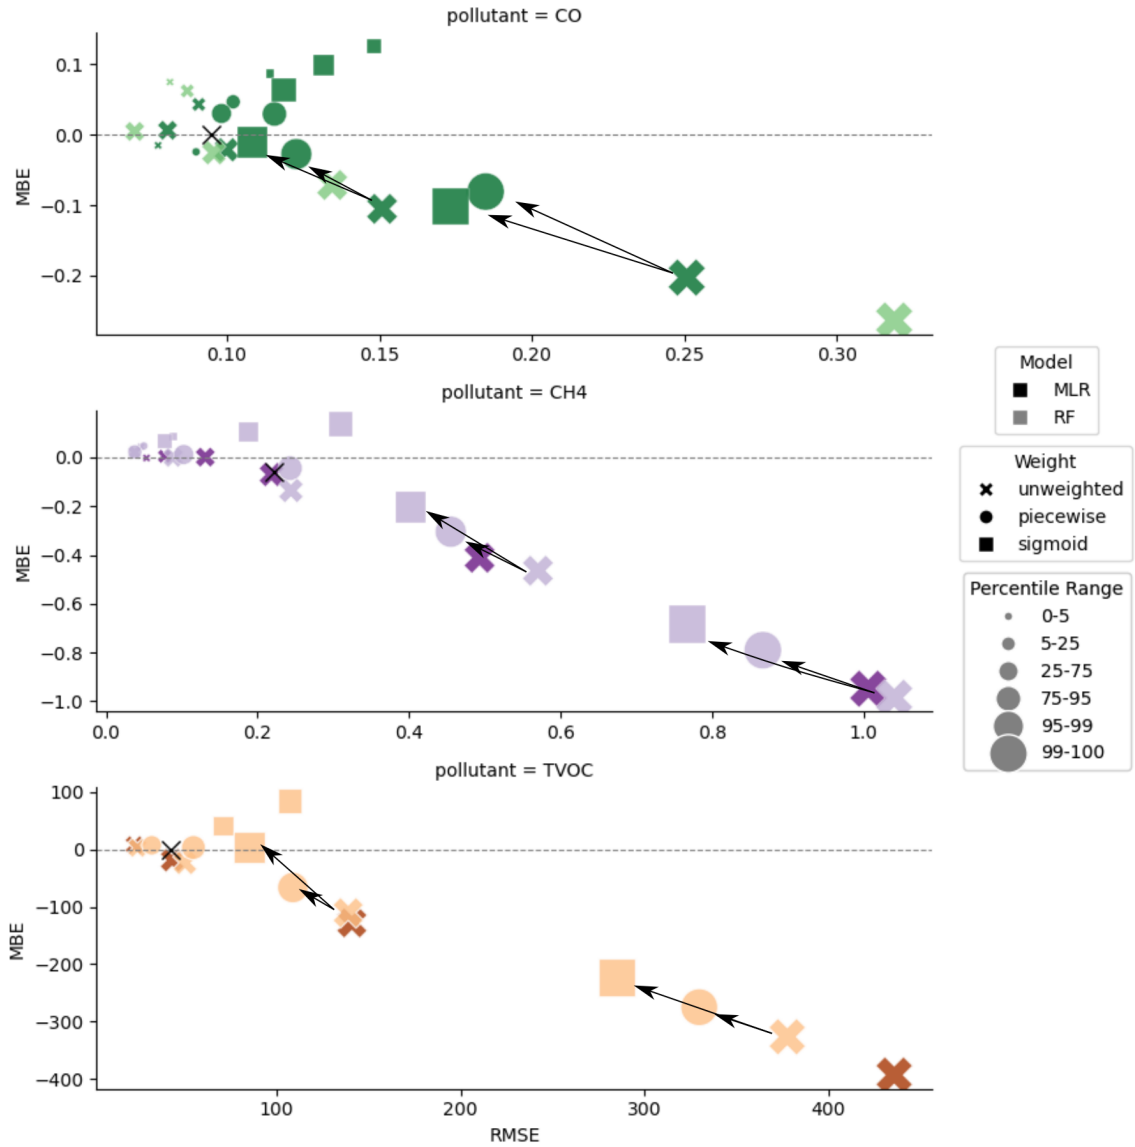 pollutant = CO
0.1
0.0
−0.1
−0.2
MBE
0.10
0.15
0.20
0.25
0.30
pollutant = CH4
0.0
−0.2
−0.4
−0.6
−0.8
−1.0
MBE
0.0
0.2
0.4
0.6
0.8
1.0
pollutant = TVOC
100
0
−100
−200
−300
−400
MBE
100
200
300
400
RMSE
Model
MLR
RF
Weight
unweighted
piecewise
sigmoid
Percentile Range
0-5
5-25
25-75
75-95
95-99
99-100